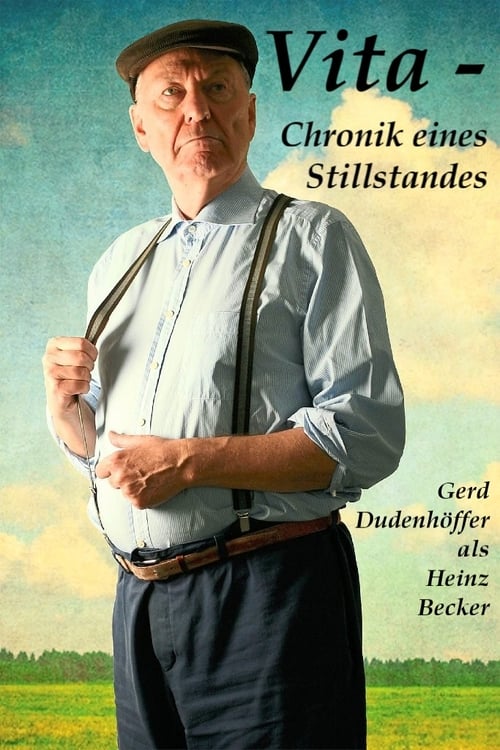 Vita -
Chronik eines
Stillstandes
Gerd
Dudenhöffer
als
Heinz
Becker